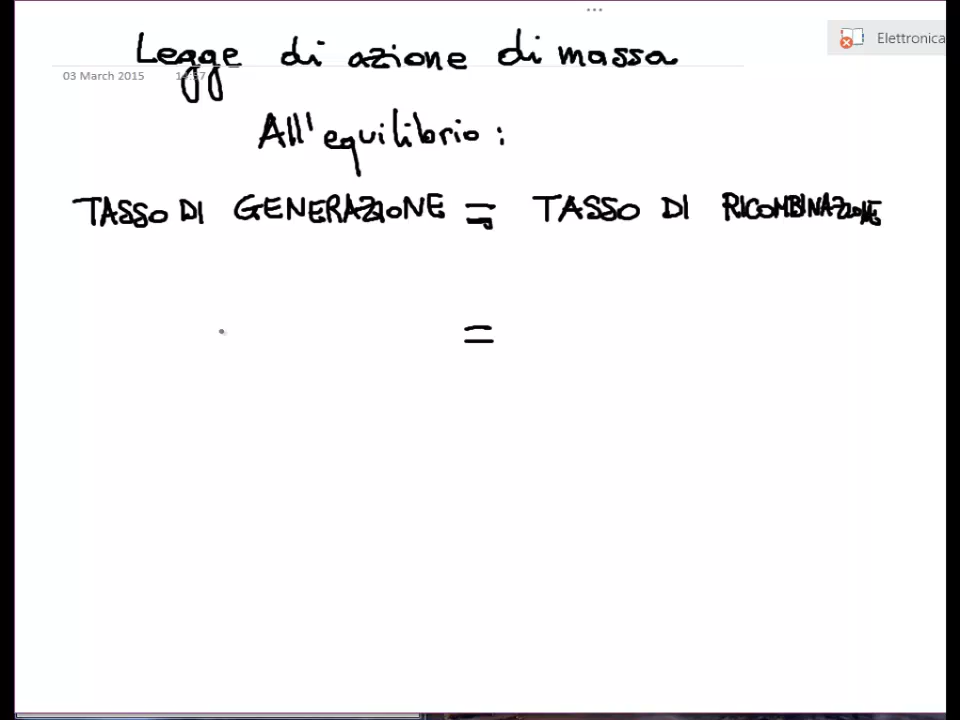 ...
Elettronica
Legge di azione di massa
03 March 2015
All'equilibrio:
TASSO DI GENERAZIONE = TASSO DI RICOMBINAZIONE
=